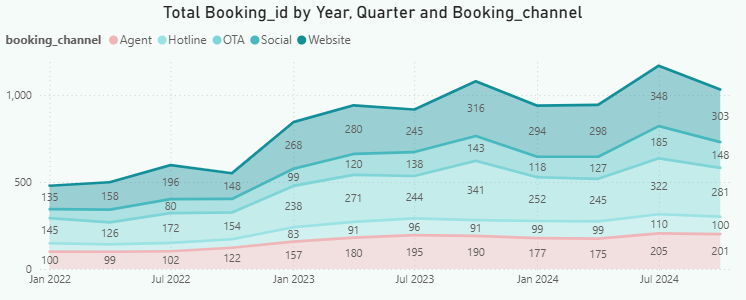 Total Booking_id by Year, Quarter and Booking_channel
booking_channel Agent Hotline OTA Social Website
1,000
500
0
135 158 196 148 268 280 245 316 294 298 348 303
80 99 120 138 143 118 127 185 148
145 126 172 154 238 271 244 341 252 245 322 281
83 91 96 91 99 99 110 100
100 99 102 122 157 180 195 190 177 175 205 201
Jan 2022 Jul 2022 Jan 2023 Jul 2023 Jan 2024 Jul 2024